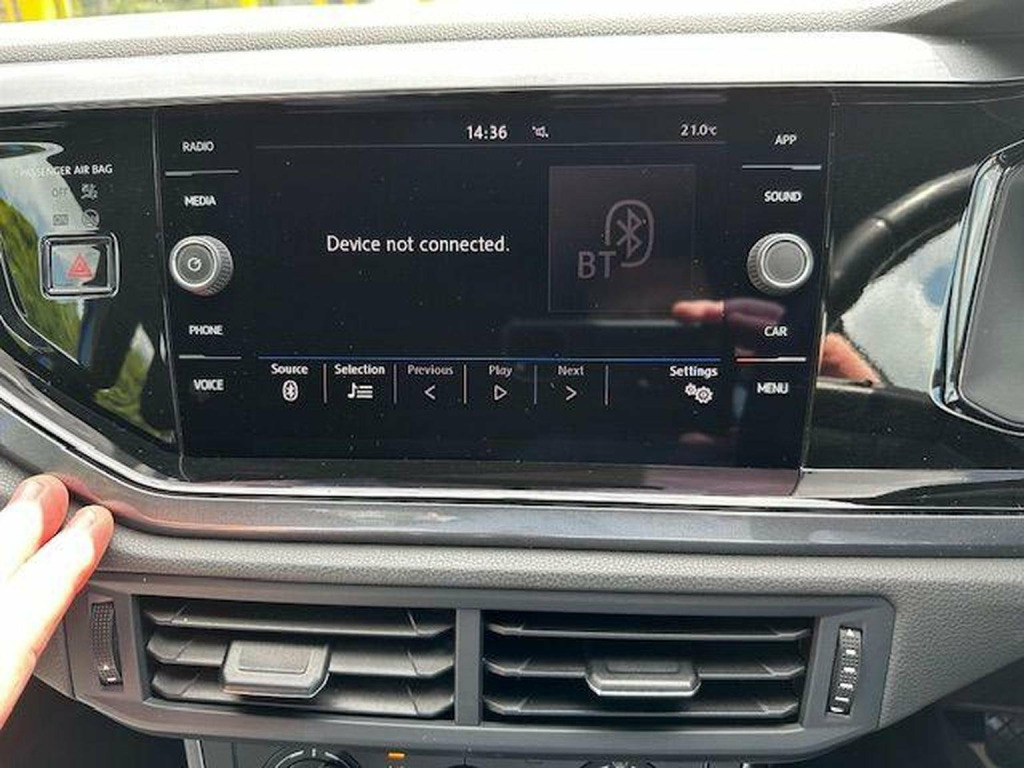 14:36 21.0°C
RADIO
APP
PASSENGER AIR BAG
OFF
ON
MEDIA
SOUND
Device not connected.
BT
PHONE
CAR
VOICE
MENU
Source Selection Previous Play Next Settings